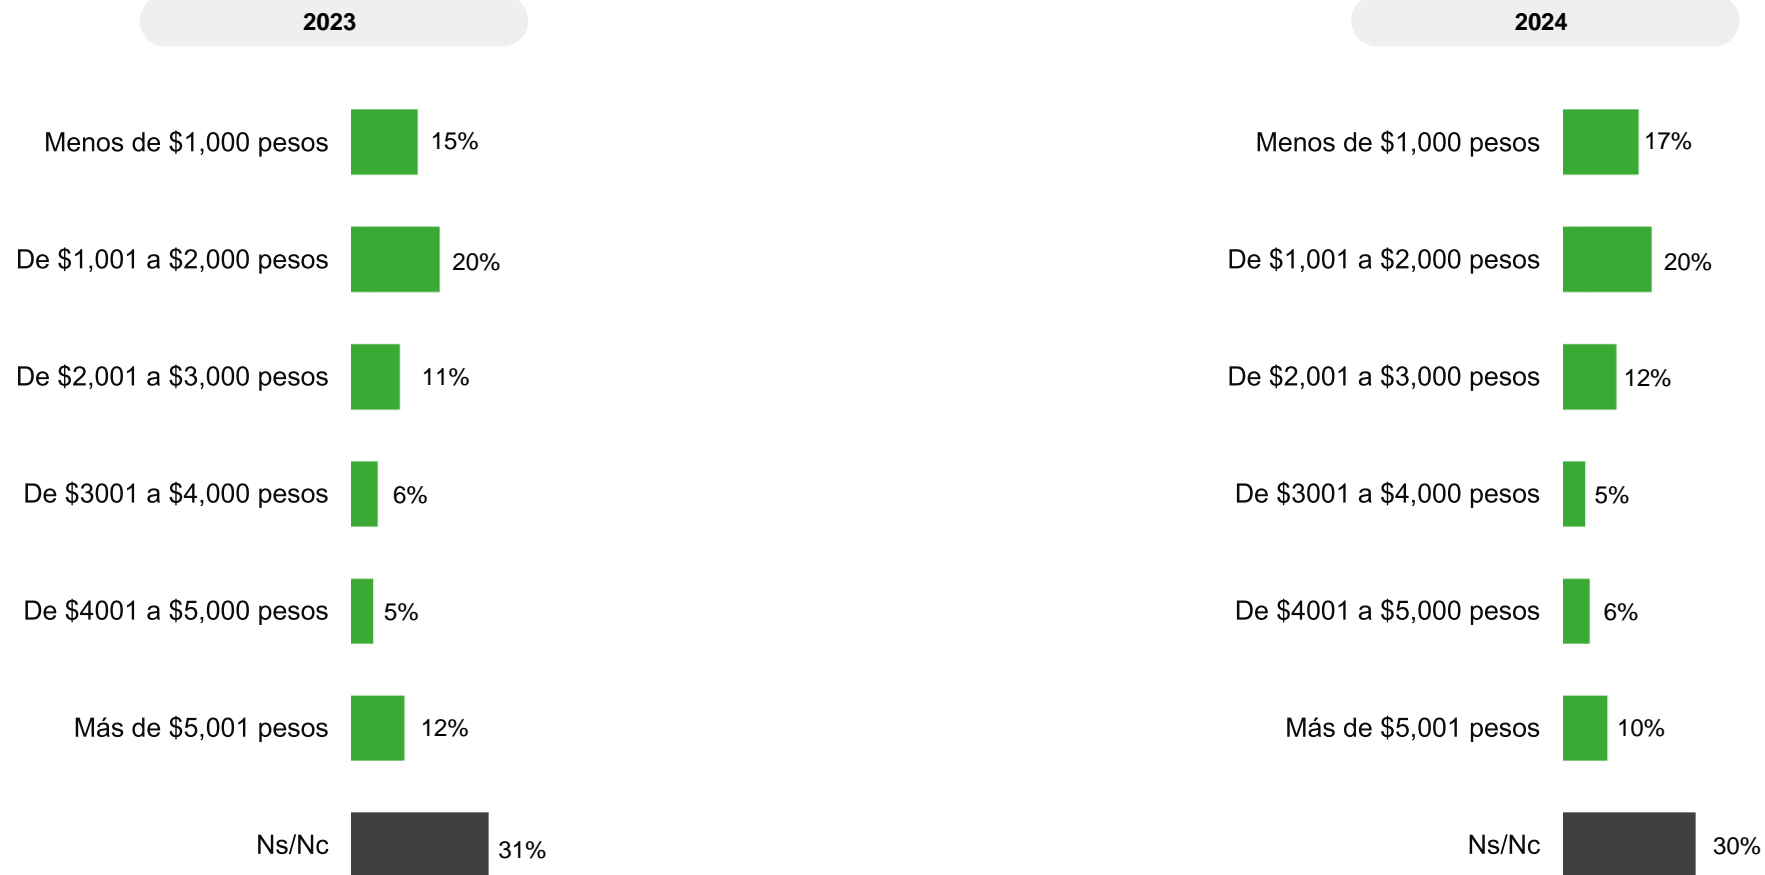 2023
Menos de $1,000 pesos 15%
De $1,001 a $2,000 pesos 20%
De $2,001 a $3,000 pesos 11%
De $3001 a $4,000 pesos 6%
De $4001 a $5,000 pesos 5%
Más de $5,001 pesos 12%
Ns/Nc 31%
2024
Menos de $1,000 pesos 17%
De $1,001 a $2,000 pesos 20%
De $2,001 a $3,000 pesos 12%
De $3001 a $4,000 pesos 5%
De $4001 a $5,000 pesos 6%
Más de $5,001 pesos 10%
Ns/Nc 30%